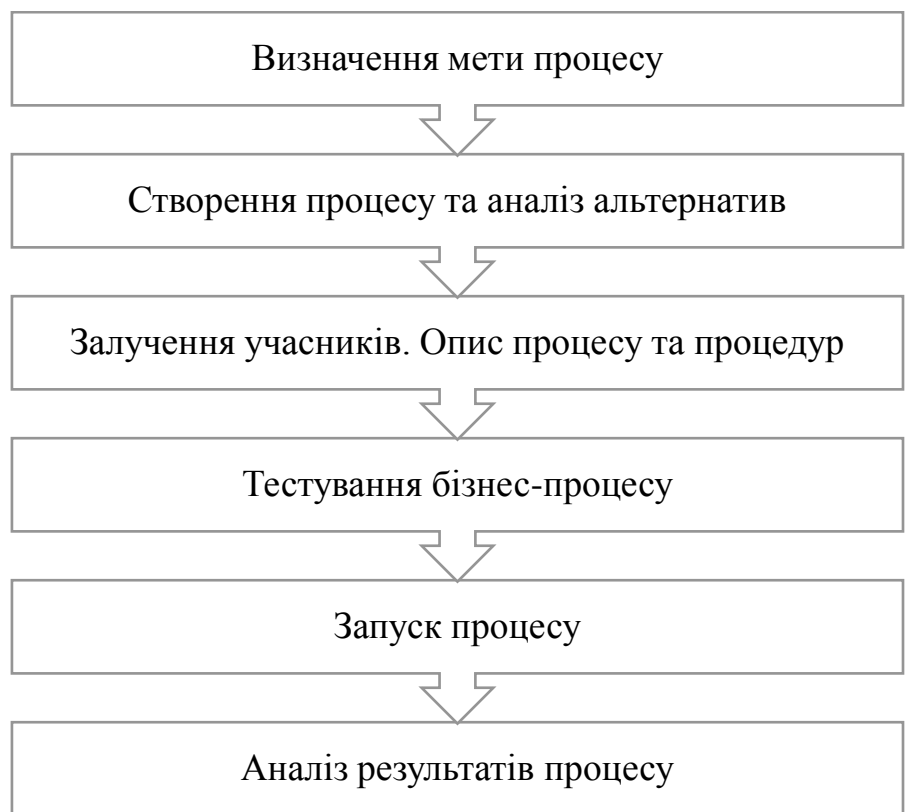 Визначення мети процесу
Створення процесу та аналіз альтернатив
Залучення учасників. Опис процесу та процедур
Тестування бізнес-процесу
Запуск процесу
Аналіз результатів процесу